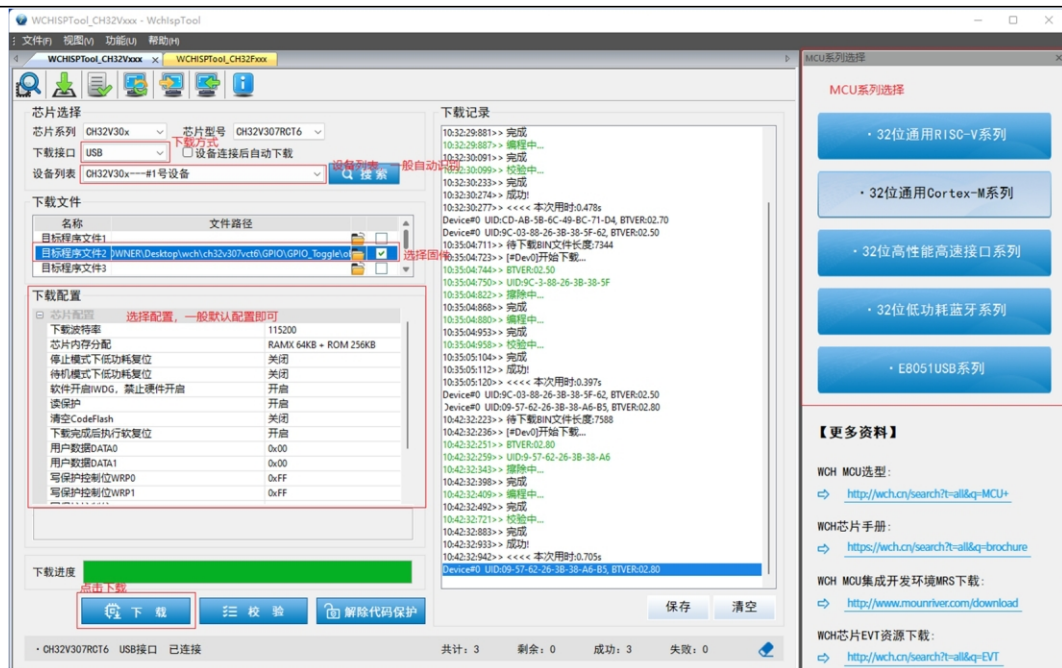 WCHISPTool_CH32Vxxx - WchIspTool
文件(F) 视图(V) 功能(U) 帮助(H)
WCHISPTool_CH32Vxxx WCHISPTool_CH32Fxxx
芯片选择
芯片系列 CH32V30x 芯片型号 CH32V307RCT6
下载方式
下载接口 USB 设备连接后自动下载
设备列表，一般自动识别
设备列表 CH32V30x---#1号设备 搜索
下载文件
名称 文件路径
目标程序文件1
目标程序文件2 OWNER\Desktop\wch\ch32v307vct6\GPIO\GPIO_Toggle\ob 选择固件
目标程序文件3
下载配置
芯片配置 选择配置，一般默认配置即可
下载波特率 115200
芯片内存分配 RAMX 64KB + ROM 256KB
停止模式下低功耗复位 关闭
待机模式下低功耗复位 关闭
软件开启IWDG，禁止硬件开启 开启
读保护 开启
清空CodeFlash 关闭
下载完成后执行软复位 开启
用户数据DATA0 0x00
用户数据DATA1 0x00
写保护控制位WRP0 0xFF
写保护控制位WRP1 0xFF
下载进度
点击下载
下 载 校 验 解除代码保护
下载记录
10:32:29:881>> 完成
10:32:29:887>> 编程中...
10:32:30:091>> 完成
10:32:30:099>> 校验中...
10:32:30:233>> 完成
10:32:30:274>> 成功!
10:32:30:277>> <<<< 本次用时:0.478s
Device#0 UID:CD-AB-5B-6C-49-BC-71-D4, BTVER:02.70
Device#0 UID:9C-03-88-26-3B-38-5F-62, BTVER:02.50
10:35:04:711>> 待下载BIN文件长度:7344
10:35:04:723>> [#Dev0]开始下载...
10:35:04:744>> BTVER:02.50
10:35:04:750>> UID:9C-3-88-26-3B-38-5F
10:35:04:822>> 擦除中...
10:35:04:868>> 完成
10:35:04:880>> 编程中...
10:35:04:953>> 完成
10:35:04:958>> 校验中...
10:35:05:104>> 完成
10:35:05:112>> 成功!
10:35:05:120>> <<<< 本次用时:0.397s
Device#0 UID:9C-03-88-26-3B-38-5F-62, BTVER:02.50
Device#0 UID:09-57-62-26-3B-38-A6-B5, BTVER:02.80
10:42:32:223>> 待下载BIN文件长度:7588
10:42:32:236>> [#Dev0]开始下载...
10:42:32:251>> BTVER:02.80
10:42:32:259>> UID:9-57-62-26-3B-38-A6
10:42:32:343>> 擦除中...
10:42:32:398>> 完成
10:42:32:409>> 编程中...
10:42:32:492>> 完成
10:42:32:721>> 校验中...
10:42:32:883>> 完成
10:42:32:933>> 成功!
10:42:32:942>> <<<< 本次用时:0.705s
Device#0 UID:09-57-62-26-3B-38-A6-B5, BTVER:02.80
保存 清空
·CH32V307RCT6 USB接口 已连接 共计: 3 剩余: 0 成功: 3 失败: 0
MCU系列选择
MCU系列选择
·32位通用RISC-V系列
·32位通用Cortex-M系列
·32位高性能高速接口系列
·32位低功耗蓝牙系列
·E8051USB系列
【更多资料】
WCH MCU选型:
http://wch.cn/search?t=all&q=MCU+
WCH芯片手册:
https://wch.cn/search?t=all&q=brochure
WCH MCU集成开发环境MRS下载:
http://www.mounriver.com/download
WCH芯片EVT资源下载:
http://wch.cn/search?t=all&q=EVT